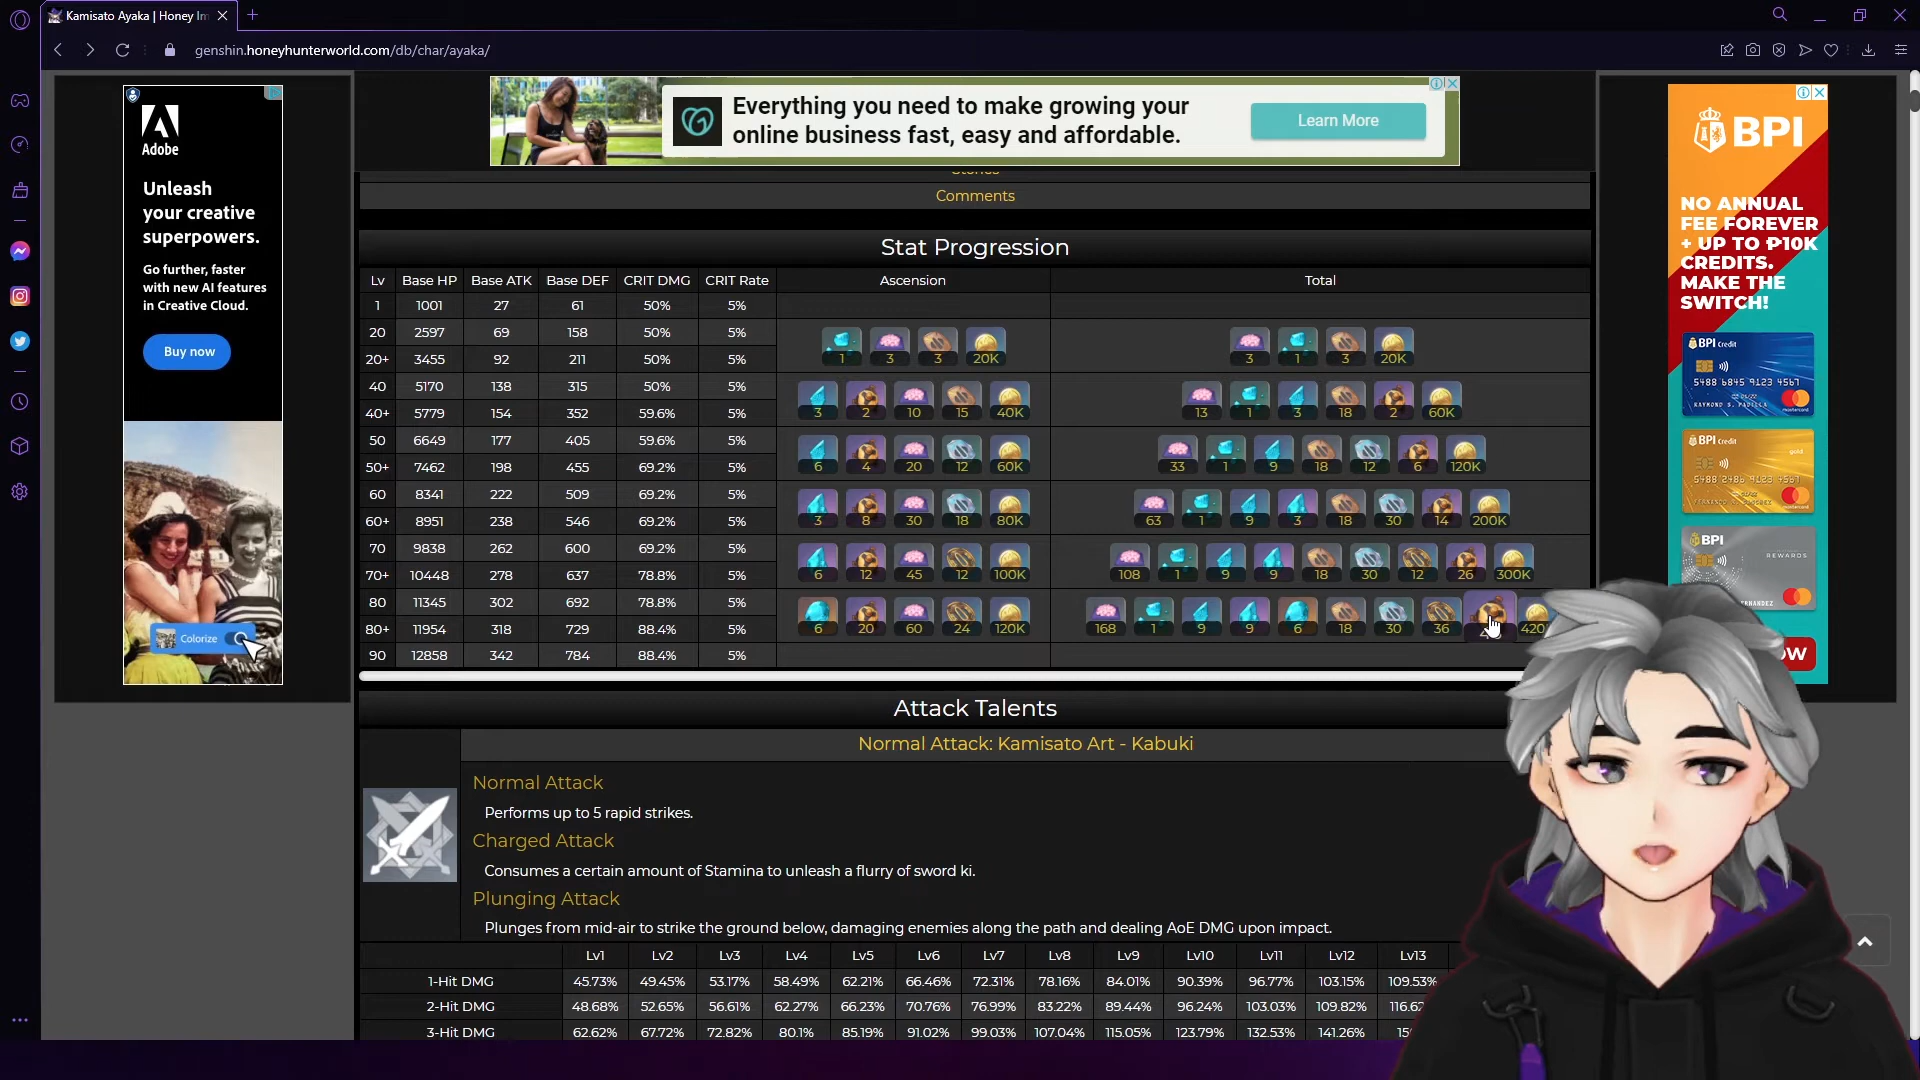 Kamisato Ayaka | Honey Im
genshin.honeyhunterworld.com/db/char/ayaka/
Adobe
Unleash
your creative
superpowers.
Go further, faster
with new AI features
in Creative Cloud.
Buy now
Colorize
Everything you need to make growing your
online business fast, easy and affordable.
Learn More
BPI
NO ANNUAL
FEE FOREVER
+ UP TO ₱10K
CREDITS.
MAKE THE
SWITCH!
BPI Credit
5488 6845 9123 4567
RAYMOND S. PADILLA
BPI Credit
gold
BPI
REWARDS
OW
Stories
Comments
Stat Progression
Lv Base HP Base ATK Base DEF CRIT DMG CRIT Rate Ascension Total
1 1001 27 61 50% 5%
20 2597 69 158 50% 5%
1 3 3 20K 3 1 3 20K
20+ 3455 92 211 50% 5%
40 5170 138 315 50% 5%
3 2 10 15 40K 13 1 3 18 2 60K
40+ 5779 154 352 59.6% 5%
50 6649 177 405 59.6% 5%
6 4 20 12 60K 33 1 9 18 12 6 120K
50+ 7462 198 455 69.2% 5%
60 8341 222 509 69.2% 5%
3 8 30 18 80K 63 1 9 3 18 30 14 200K
60+ 8951 238 546 69.2% 5%
70 9838 262 600 69.2% 5%
6 12 45 12 100K 108 1 9 9 18 30 12 26 300K
70+ 10448 278 637 78.8% 5%
80 11345 302 692 78.8% 5%
6 20 60 24 120K 168 1 9 9 6 18 30 36 420
80+ 11954 318 729 88.4% 5%
90 12858 342 784 88.4% 5%
Attack Talents
Normal Attack: Kamisato Art - Kabuki
Normal Attack
Performs up to 5 rapid strikes.
Charged Attack
Consumes a certain amount of Stamina to unleash a flurry of sword ki.
Plunging Attack
Plunges from mid-air to strike the ground below, damaging enemies along the path and dealing AoE DMG upon impact.
Lv1 Lv2 Lv3 Lv4 Lv5 Lv6 Lv7 Lv8 Lv9 Lv10 Lv11 Lv12 Lv13
1-Hit DMG 45.73% 49.45% 53.17% 58.49% 62.21% 66.46% 72.31% 78.16% 84.01% 90.39% 96.77% 103.15% 109.53%
2-Hit DMG 48.68% 52.65% 56.61% 62.27% 66.23% 70.76% 76.99% 83.22% 89.44% 96.24% 103.03% 109.82% 116.62
3-Hit DMG 62.62% 67.72% 72.82% 80.1% 85.19% 91.02% 99.03% 107.04% 115.05% 123.79% 132.53% 141.26%